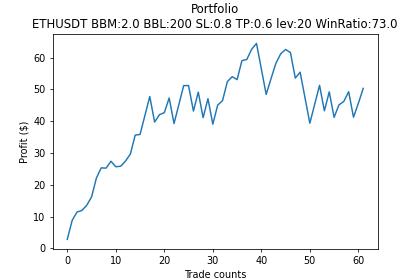 Portfolio
ETHUSDT BBM:2.0 BBL:200 SL:0.8 TP:0.6 lev:20 WinRatio:73.0
Profit ($)
60
50
40
30
20
10
0
0 10 20 30 40 50 60
Trade counts